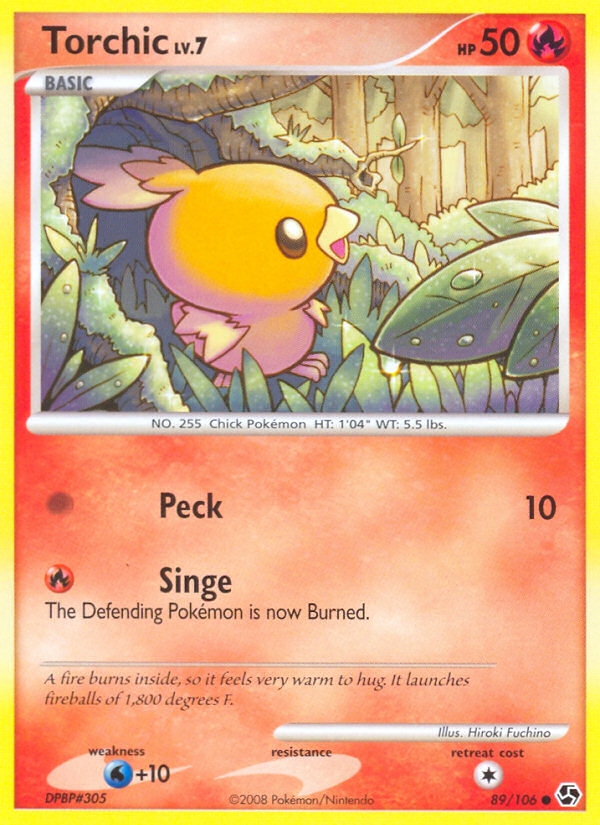 Torchic LV.7
HP 50
BASIC
NO. 255 Chick Pokémon HT: 1'04" WT: 5.5 lbs.
Peck 10
Singe
The Defending Pokémon is now Burned.
A fire burns inside, so it feels very warm to hug. It launches
fireballs of 1,800 degrees F.
Illus. Hiroki Fuchino
weakness resistance retreat cost
+10
DPBP#305 ©2008 Pokémon/Nintendo 89/106